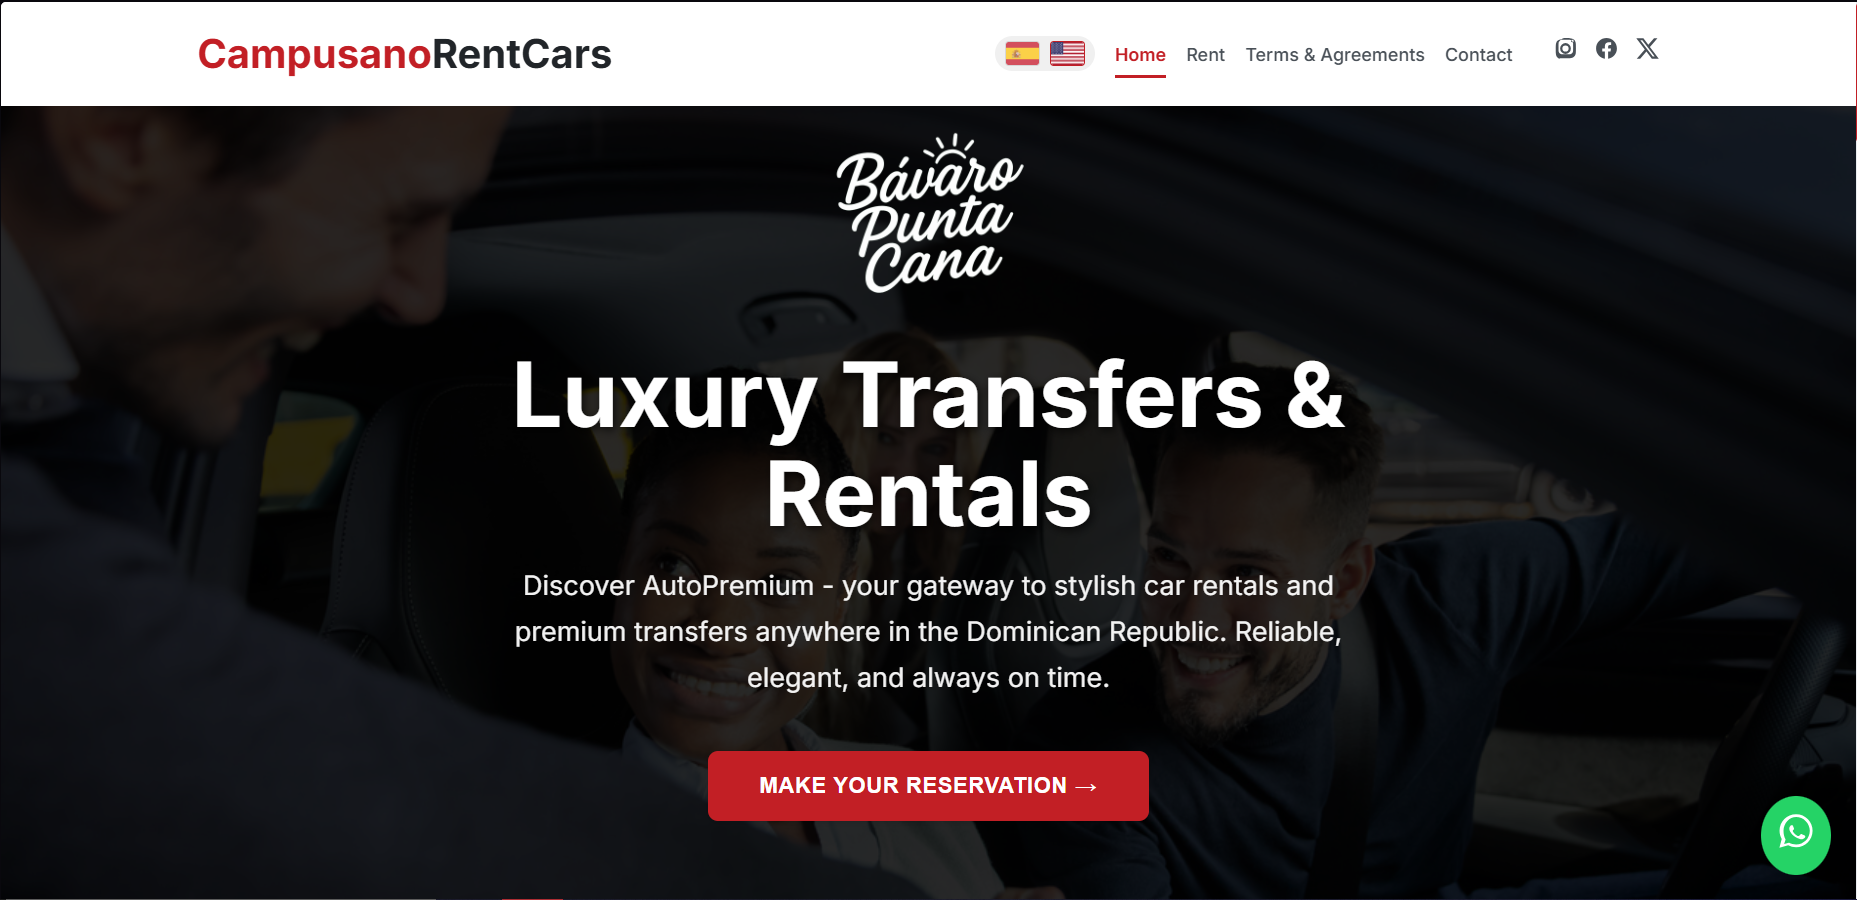 CampusanoRentCars
Home Rent Terms & Agreements Contact
Bávaro
Punta
Cana
Luxury Transfers &
Rentals
Discover AutoPremium - your gateway to stylish car rentals and
premium transfers anywhere in the Dominican Republic. Reliable,
elegant, and always on time.
MAKE YOUR RESERVATION →